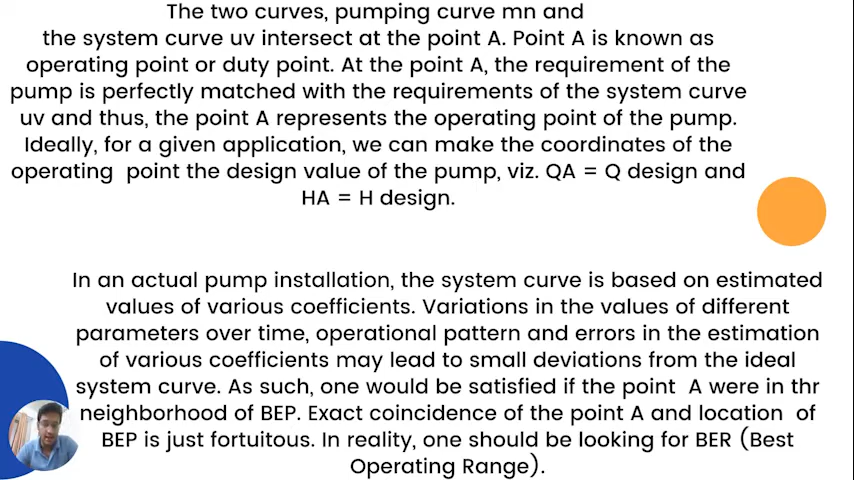 The two curves, pumping curve mn and
the system curve uv intersect at the point A. Point A is known as
operating point or duty point. At the point A, the requirement of the
pump is perfectly matched with the requirements of the system curve
uv and thus, the point A represents the operating point of the pump.
Ideally, for a given application, we can make the coordinates of the
operating point the design value of the pump, viz. QA = Q design and
HA = H design.
In an actual pump installation, the system curve is based on estimated
values of various coefficients. Variations in the values of different
parameters over time, operational pattern and errors in the estimation
of various coefficients may lead to small deviations from the ideal
system curve. As such, one would be satisfied if the point A were in thr
neighborhood of BEP. Exact coincidence of the point A and location of
BEP is just fortuitous. In reality, one should be looking for BER (Best
Operating Range).